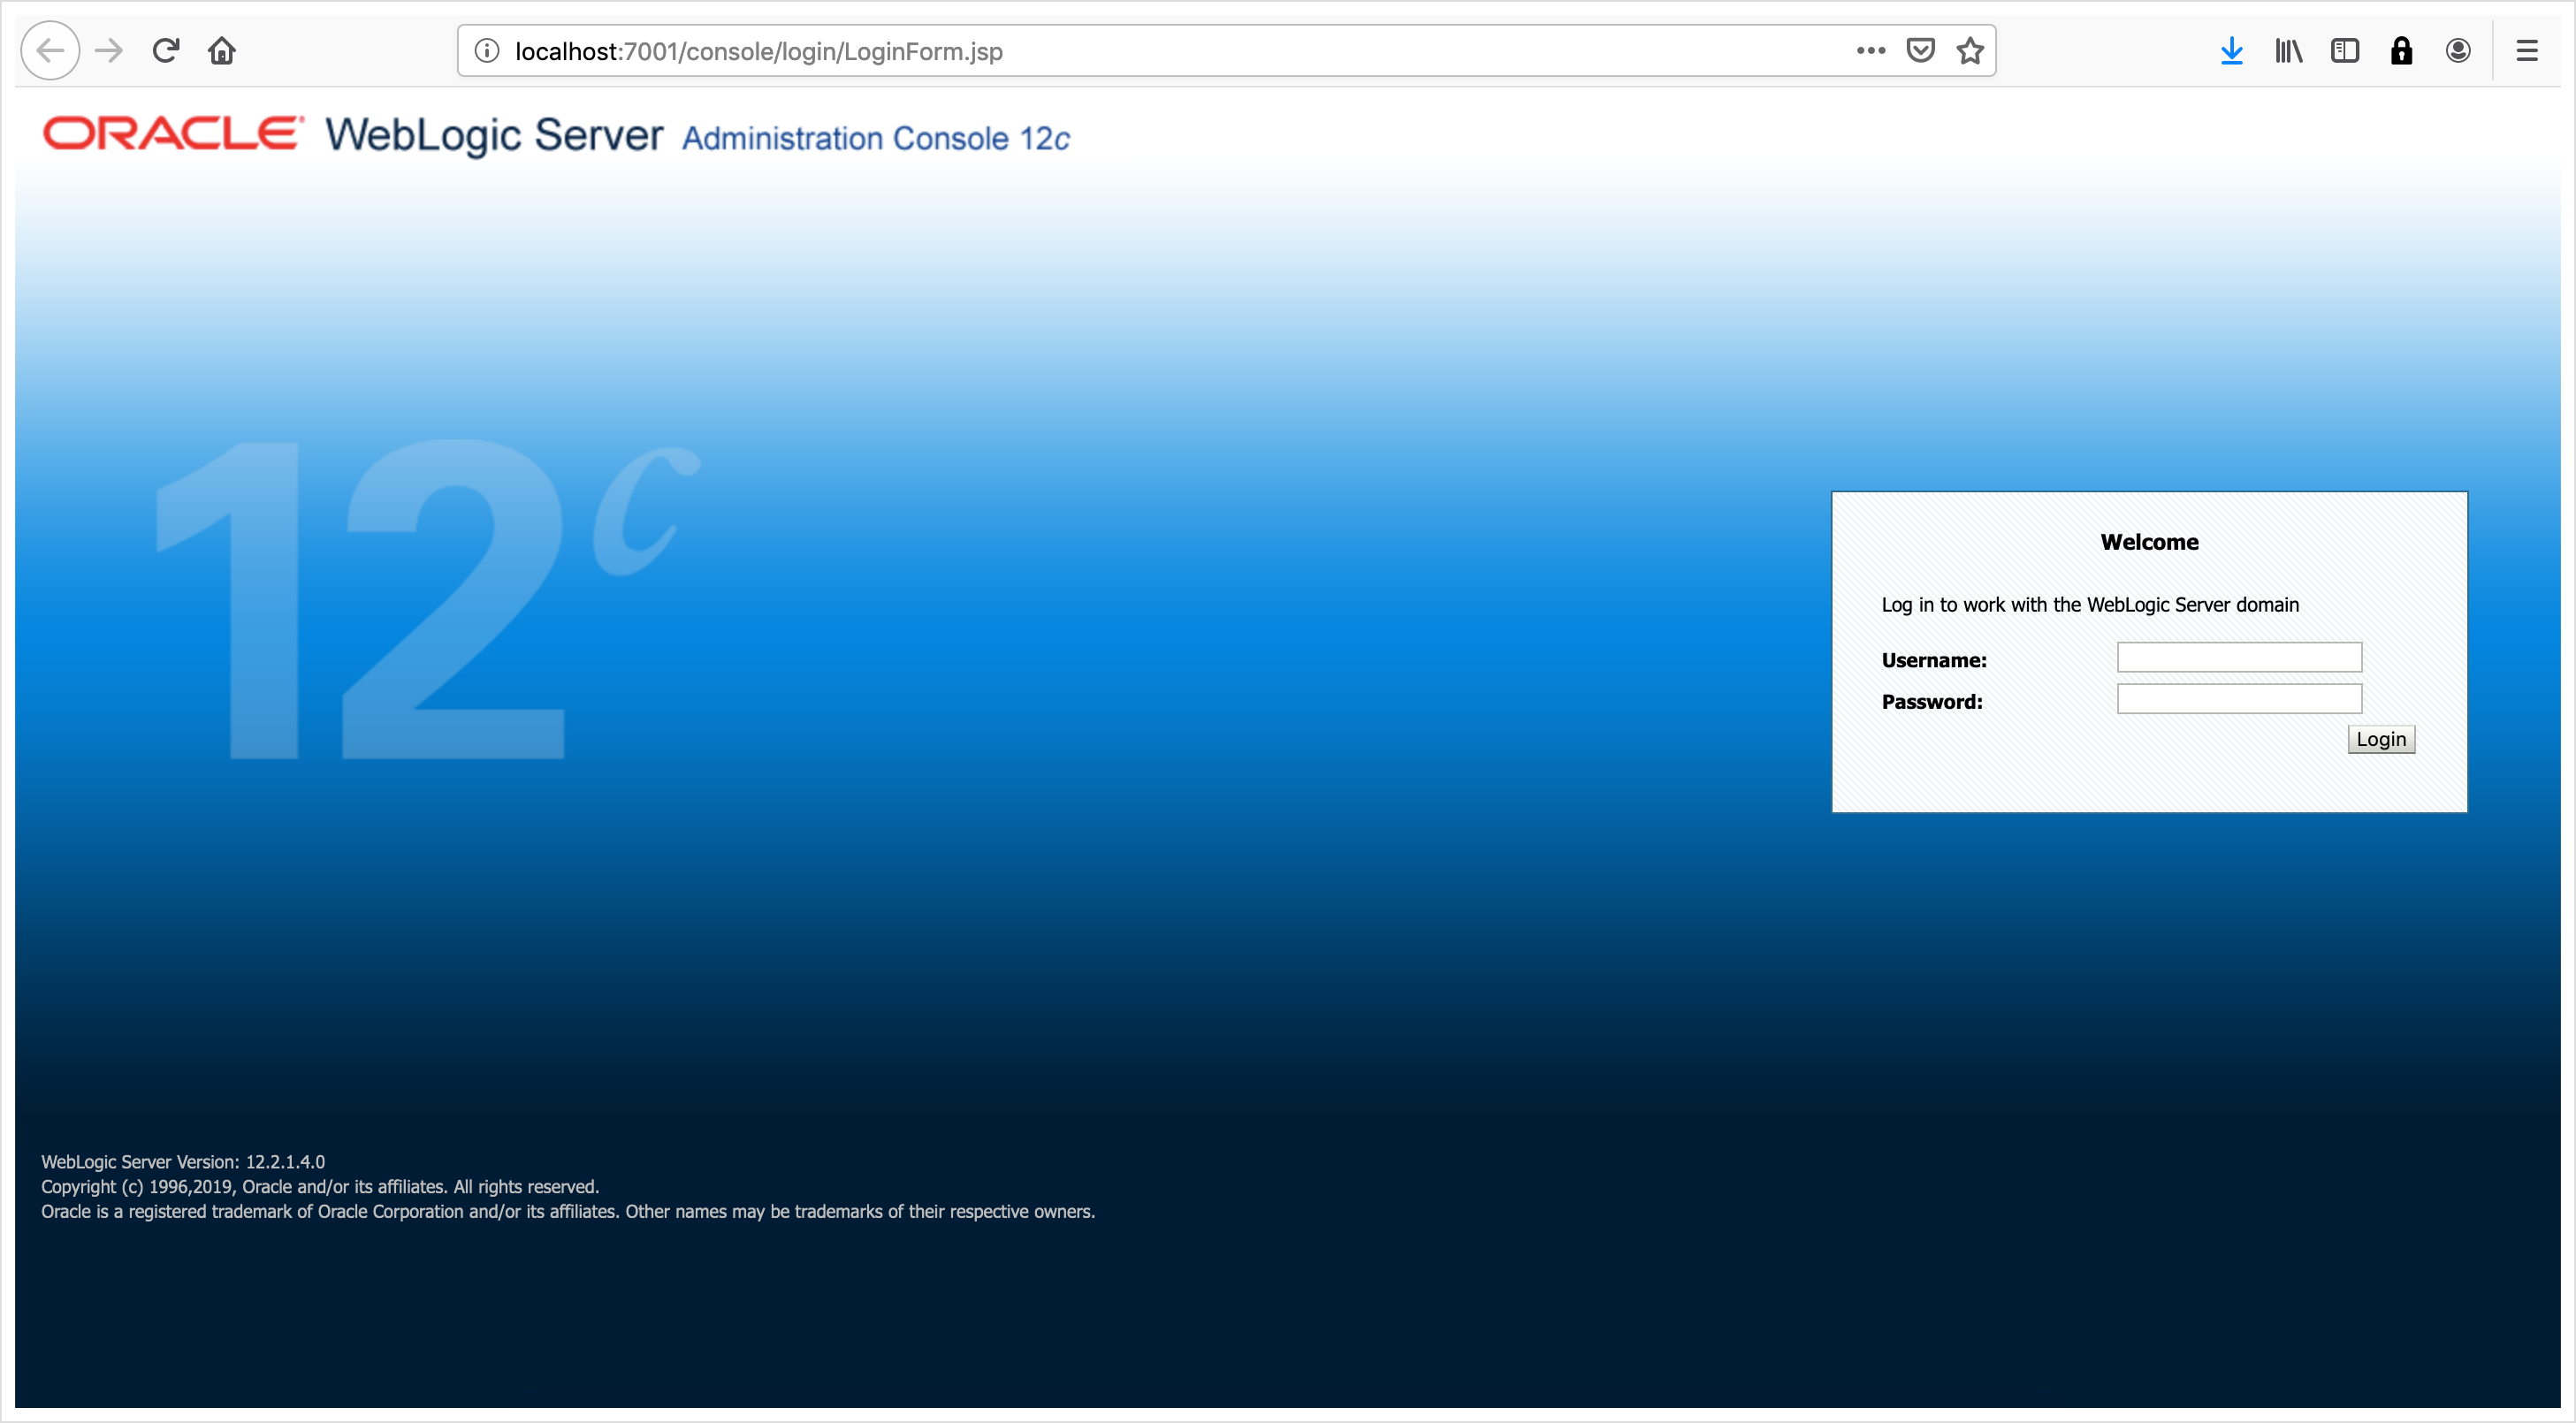 localhost:7001/console/login/LoginForm.jsp
ORACLE WebLogic Server Administration Console 12c
12c
Welcome
Log in to work with the WebLogic Server domain
Username:
Password:
Login
WebLogic Server Version: 12.2.1.4.0
Copyright (c) 1996,2019, Oracle and/or its affiliates. All rights reserved.
Oracle is a registered trademark of Oracle Corporation and/or its affiliates. Other names may be trademarks of their respective owners.